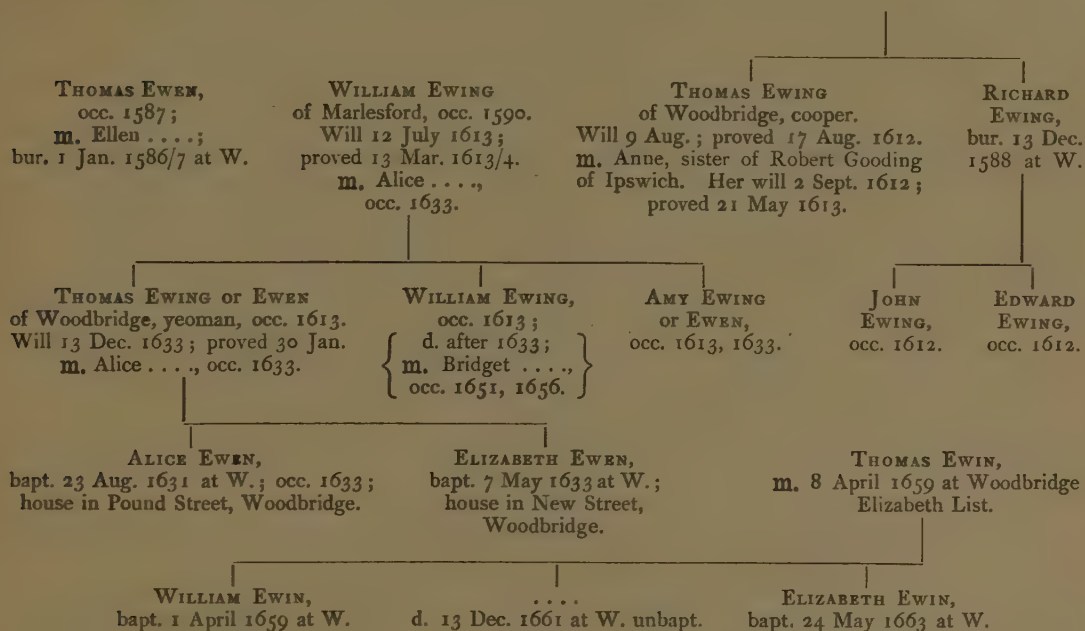 THOMAS EWEN,
occ. 1587;
m. Ellen ....;
bur. 1 Jan. 1586/7 at W.
WILLIAM EWING
of Marlesford, occ. 1590.
Will 12 July 1613;
proved 13 Mar. 1613/4.
m. Alice ....,
occ. 1633.
THOMAS EWING
of Woodbridge, cooper.
Will 9 Aug.; proved 17 Aug. 1612.
m. Anne, sister of Robert Gooding
of Ipswich. Her will 2 Sept. 1612;
proved 21 May 1613.
RICHARD
EWING,
bur. 13 Dec.
1588 at W.
THOMAS EWING OR EWEN
of Woodbridge, yeoman, occ. 1613.
Will 13 Dec. 1633; proved 30 Jan.
m. Alice ...., occ. 1633.
WILLIAM EWING,
occ. 1613;
{ d. after 1633;
m. Bridget ....,
occ. 1651, 1656. }
AMY EWING
OR EWEN,
occ. 1613, 1633.
JOHN
EWING,
occ. 1612.
EDWARD
EWING,
occ. 1612.
ALICE EWEN,
bapt. 23 Aug. 1631 at W.; occ. 1633;
house in Pound Street, Woodbridge.
ELIZABETH EWEN,
bapt. 7 May 1633 at W.;
house in New Street,
Woodbridge.
THOMAS EWIN,
m. 8 April 1659 at Woodbridge
Elizabeth List.
WILLIAM EWIN,
bapt. 1 April 1659 at W.
....
d. 13 Dec. 1661 at W. unbapt.
ELIZABETH EWIN,
bapt. 24 May 1663 at W.